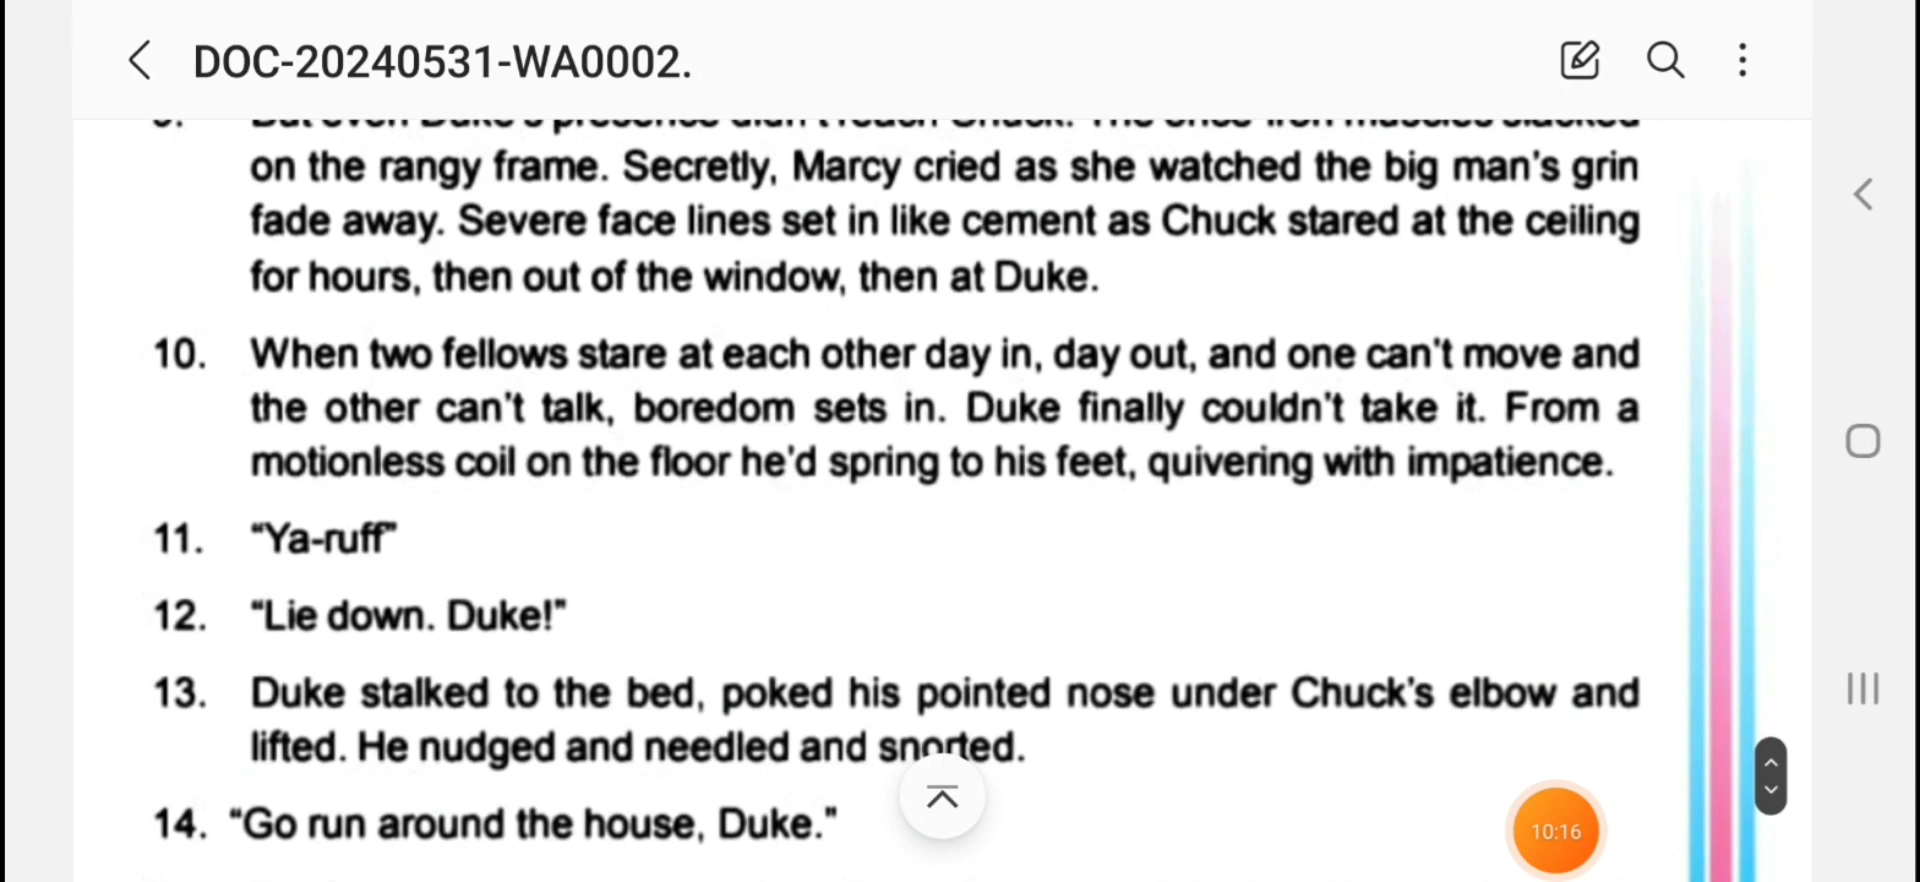 DOC-20240531-WA0002.
on the rangy frame. Secretly, Marcy cried as she watched the big man's grin
fade away. Severe face lines set in like cement as Chuck stared at the ceiling
for hours, then out of the window, then at Duke.
10. When two fellows stare at each other day in, day out, and one can't move and
the other can't talk, boredom sets in. Duke finally couldn't take it. From a
motionless coil on the floor he'd spring to his feet, quivering with impatience.
11. “Ya-ruff”
12. “Lie down. Duke!”
13. Duke stalked to the bed, poked his pointed nose under Chuck's elbow and
lifted. He nudged and needled and snorted.
14. “Go run around the house, Duke.”
10:16